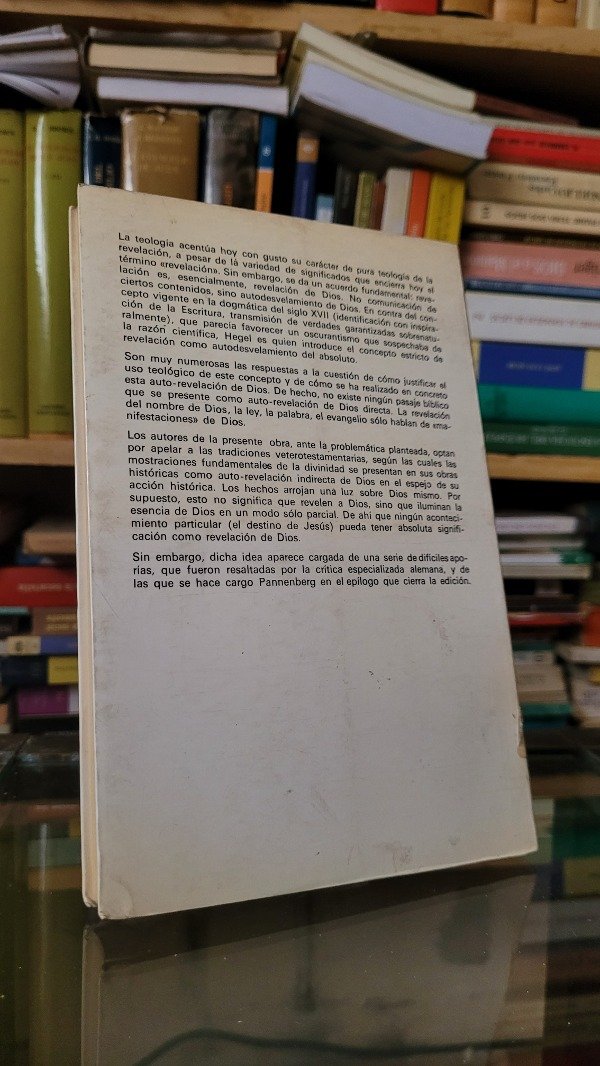 La teología acentúa hoy con gusto su carácter de pura teología de la
revelación, a pesar de la variedad de significados que encierra hoy el
término «revelación». Sin embargo, se da un acuerdo fundamental: reve-
lación es, esencialmente, revelación de Dios. No comunicación de
ciertos contenidos, sino autodesvelamiento de Dios. En contra del con-
cepto vigente en la dogmática del siglo XVII (identificación con inspira-
ción de la Escritura, transmisión de verdades garantizadas sobrenatu-
ralmente), que parecía favorecer un oscurantismo que sospechaba de
la razón científica, Hegel es quien introduce el concepto estricto de
revelación como autodesvelamiento del absoluto.
Son muy numerosas las respuestas a la cuestión de cómo justificar el
uso teológico de este concepto y de cómo se ha realizado en concreto
esta auto-revelación de Dios. De hecho, no existe ningún pasaje bíblico
que se presente como auto-revelación de Dios directa. La revelación
del nombre de Dios, la ley, la palabra, el evangelio sólo hablan de «ma-
nifestaciones» de Dios.
Los autores de la presente obra, ante la problemática planteada, optan
por apelar a las tradiciones veterotestamentarias, según las cuales las
mostraciones fundamentales de la divinidad se presentan en sus obras
históricas como auto-revelación indirecta de Dios en el espejo de su
acción histórica. Los hechos arrojan una luz sobre Dios mismo. Por
supuesto, esto no significa que revelen a Dios, sino que iluminan la
esencia de Dios en un modo sólo parcial. De ahí que ningún aconteci-
miento particular (el destino de Jesús) pueda tener absoluta signifi-
cación como revelación de Dios.
Sin embargo, dicha idea aparece cargada de una serie de difíciles apo-
rías, que fueron resaltadas por la crítica especializada alemana, y de
las que se hace cargo Pannenberg en el epílogo que cierra la edición.